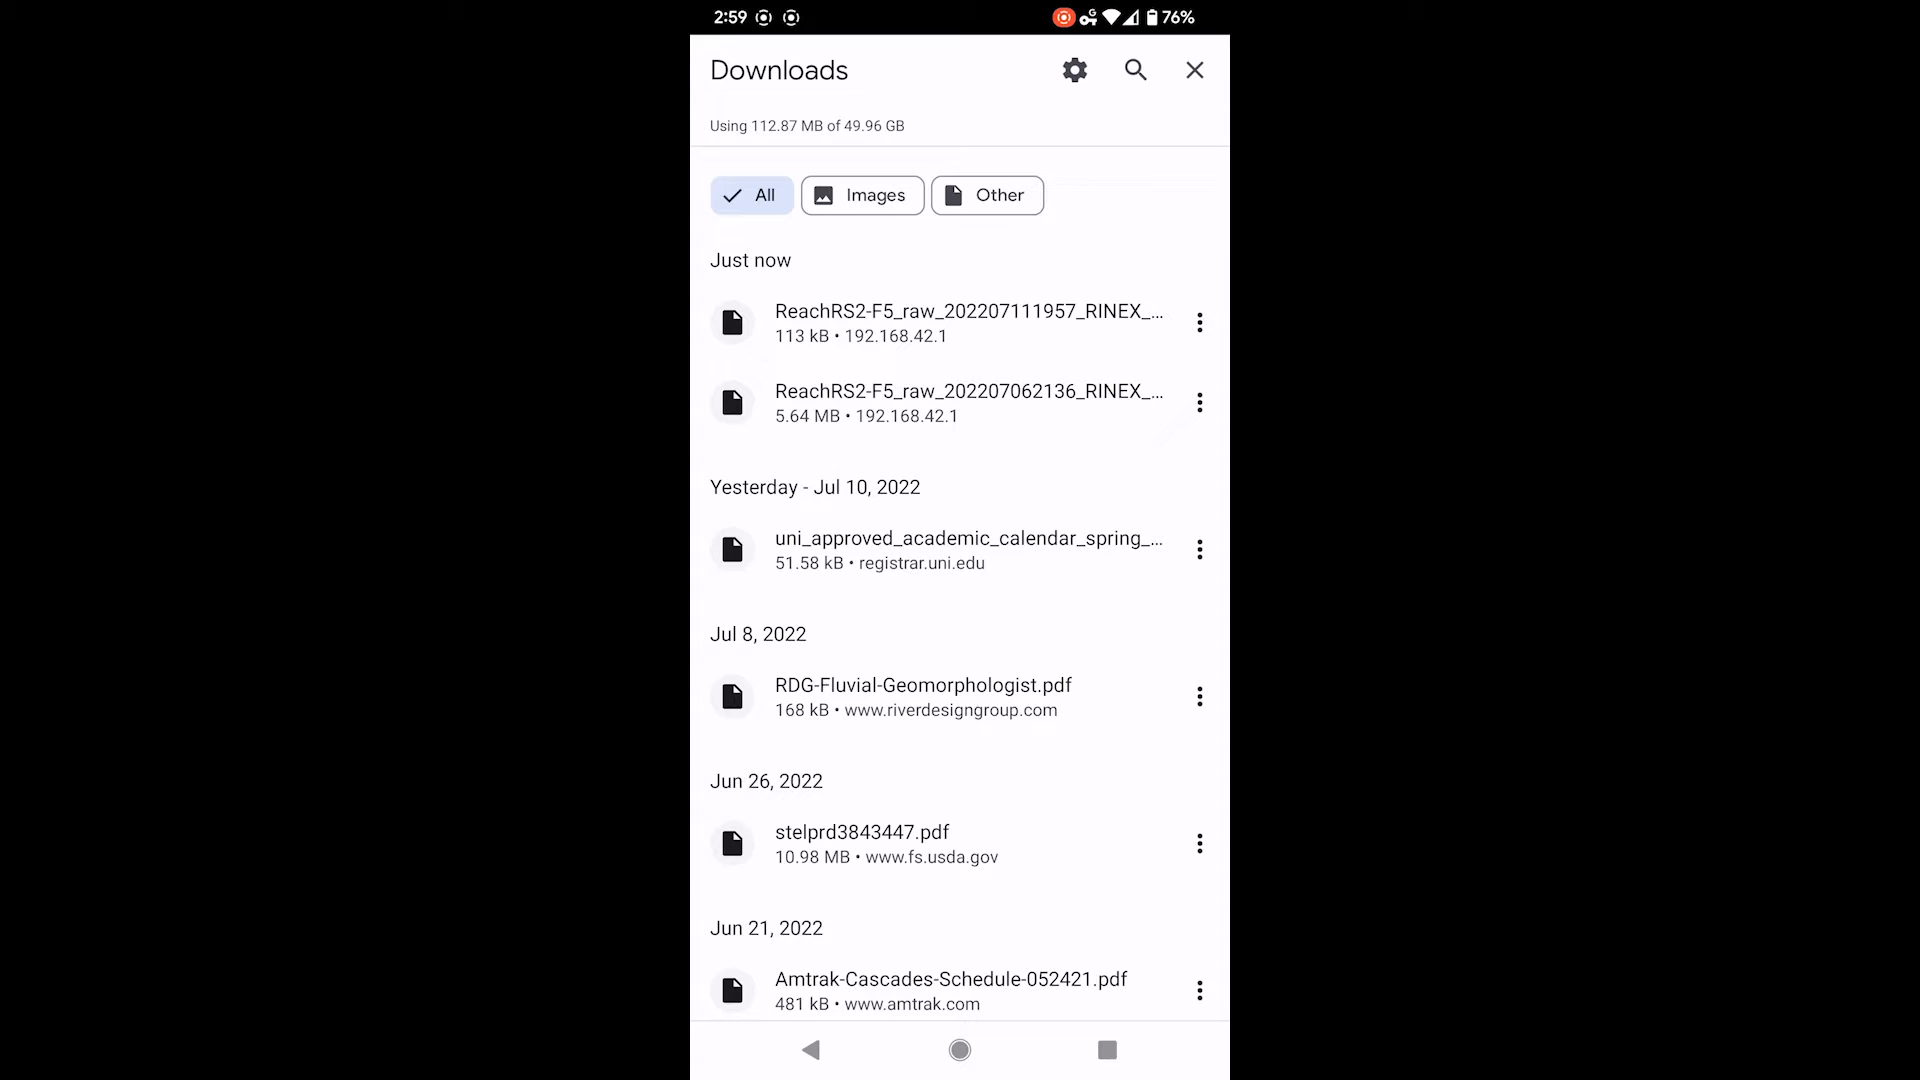 2:59
76%
Downloads
Using 112.87 MB of 49.96 GB
All
Images
Other
Just now
ReachRS2-F5_raw_202207111957_RINEX_...
113 kB • 192.168.42.1
ReachRS2-F5_raw_202207062136_RINEX_...
5.64 MB • 192.168.42.1
Yesterday - Jul 10, 2022
uni_approved_academic_calendar_spring_...
51.58 kB • registrar.uni.edu
Jul 8, 2022
RDG-Fluvial-Geomorphologist.pdf
168 kB • www.riverdesigngroup.com
Jun 26, 2022
stelprd3843447.pdf
10.98 MB • www.fs.usda.gov
Jun 21, 2022
Amtrak-Cascades-Schedule-052421.pdf
481 kB • www.amtrak.com